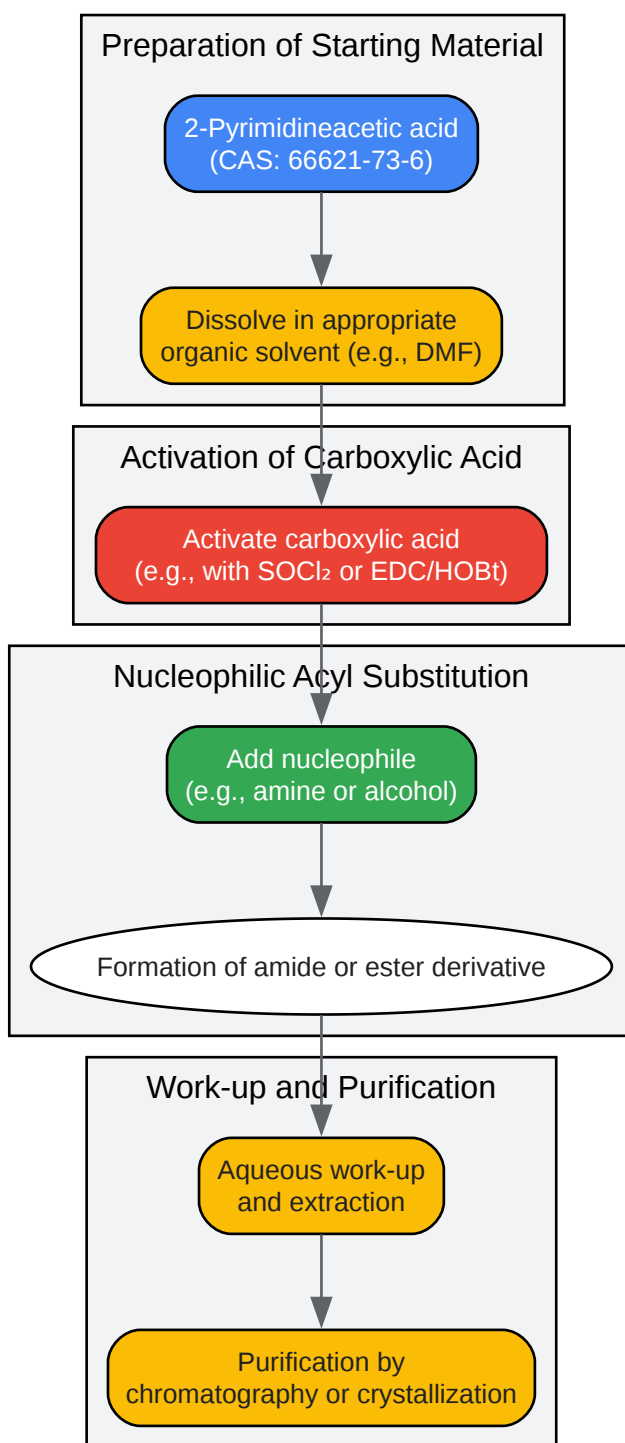 Preparation of Starting Material
2-Pyrimidineacetic acid
(CAS: 66621-73-6)
Dissolve in appropriate
organic solvent (e.g., DMF)
Activation of Carboxylic Acid
Activate carboxylic acid
(e.g., with SOCl₂ or EDC/HOBt)
Nucleophilic Acyl Substitution
Add nucleophile
(e.g., amine or alcohol)
Formation of amide or ester derivative
Work-up and Purification
Aqueous work-up
and extraction
Purification by
chromatography or crystallization